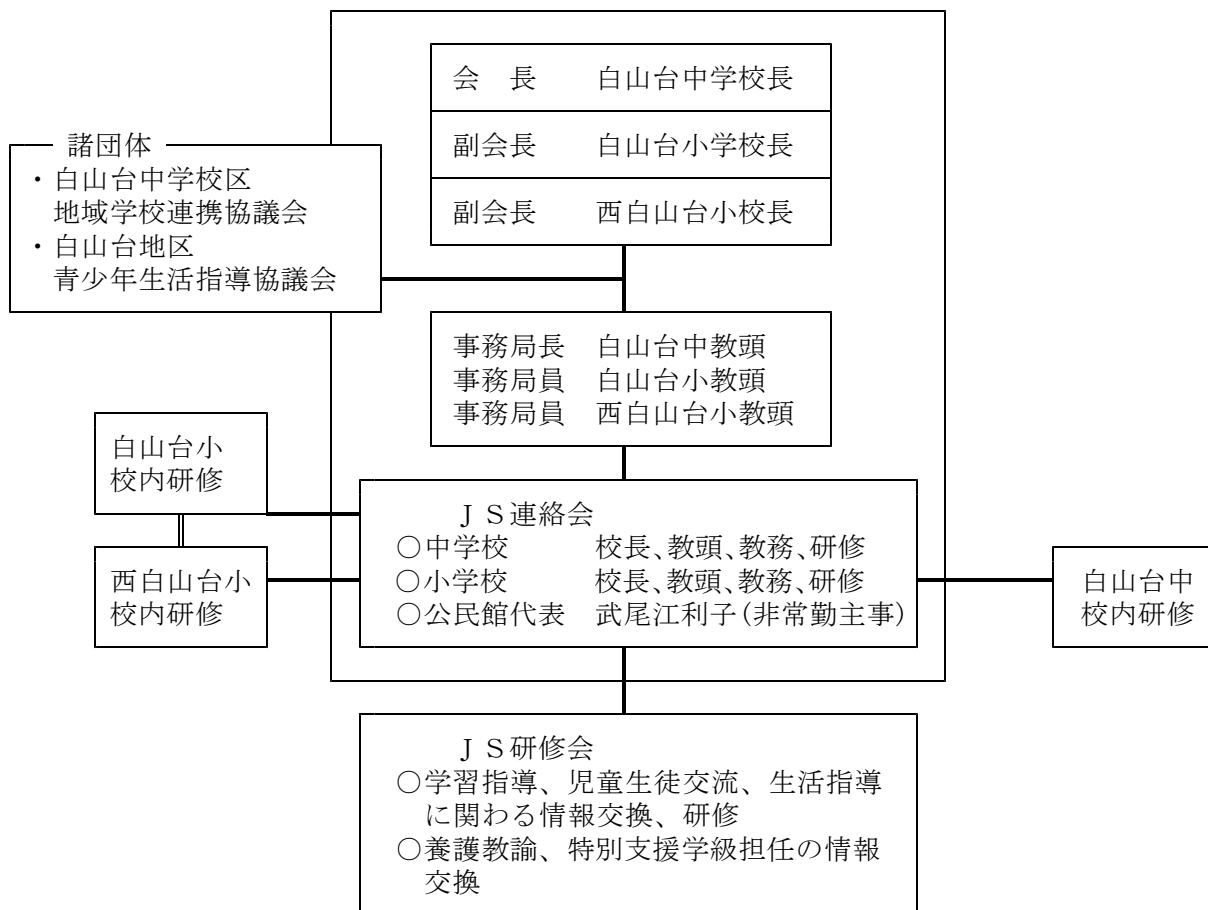 会　長　　白山台中学校長
副会長　　白山台小学校長
副会長　　西白山台小校長
諸団体
・白山台中学校区
地域学校連携協議会
・白山台地区
青少年生活指導協議会
事務局長　白山台中教頭
事務局員　白山台小教頭
事務局員　西白山台小教頭
白山台小
校内研修
西白山台小
校内研修
ＪＳ連絡会
○中学校　　　校長、教頭、教務、研修
○小学校　　　校長、教頭、教務、研修
○公民館代表　武尾江利子(非常勤主事)
白山台中
校内研修
ＪＳ研修会
○学習指導、児童生徒交流、生活指導
に関わる情報交換、研修
○養護教諭、特別支援学級担任の情報
交換